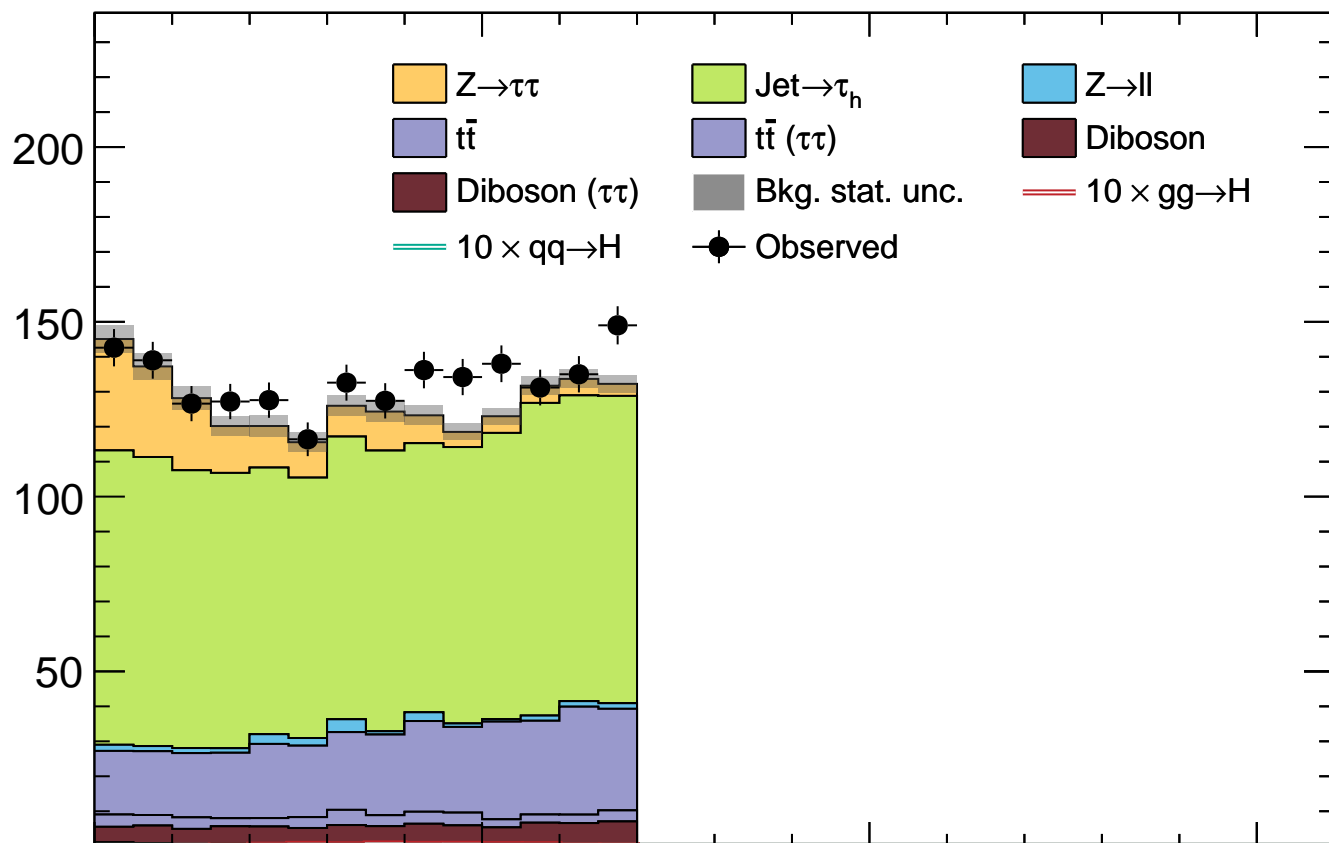 Z→ττ Jet→τₕ Z→ll
200 tt̄ tt̄ (ττ) Diboson
Diboson (ττ) Bkg. stat. unc. 10 × gg→H
10 × qq→H Observed
150
100
50